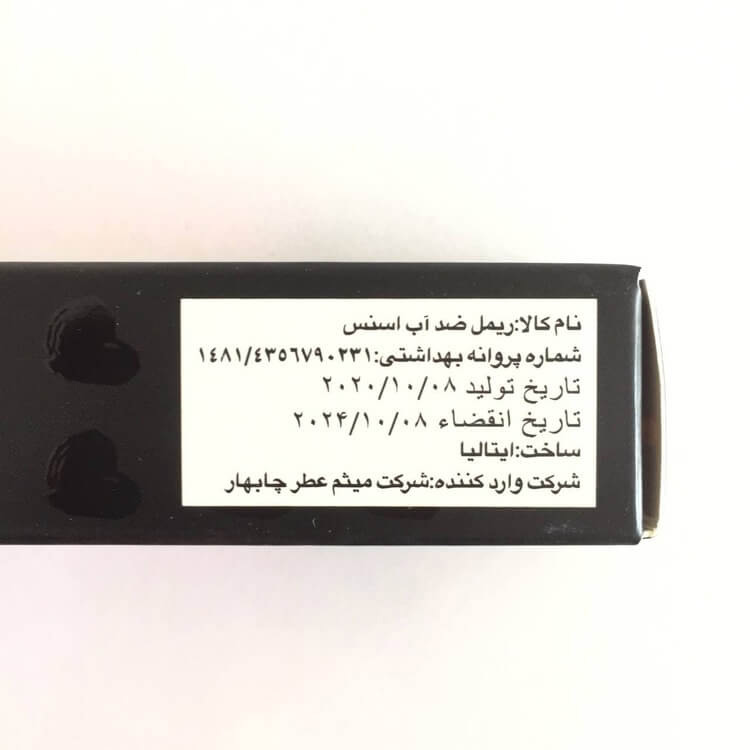 نام کالا:ریمل ضد آب اسنس
شماره پروانه بهداشتی:۱۴۸۱/۴۳۵۶۷۹۰۲۳۱
تاریخ تولید ۲۰۲۰/۱۰/۰۸
تاریخ انقضاء ۲۰۲۴/۱۰/۰۸
ساخت:ایتالیا
شرکت وارد کننده:شرکت میثم عطر چابهار